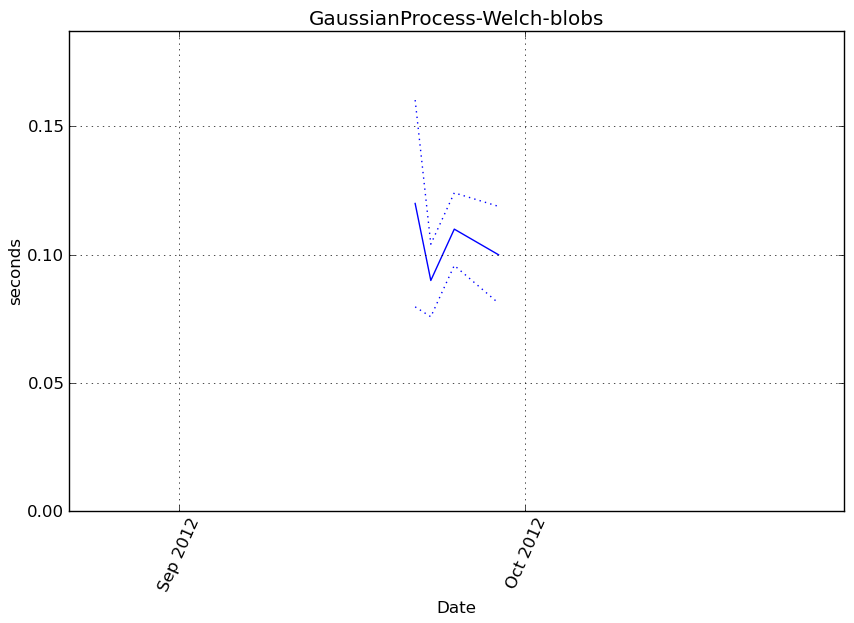 GaussianProcess-Welch-blobs
seconds
0.15
0.10
0.05
0.00
Sep 2012
Oct 2012
Date